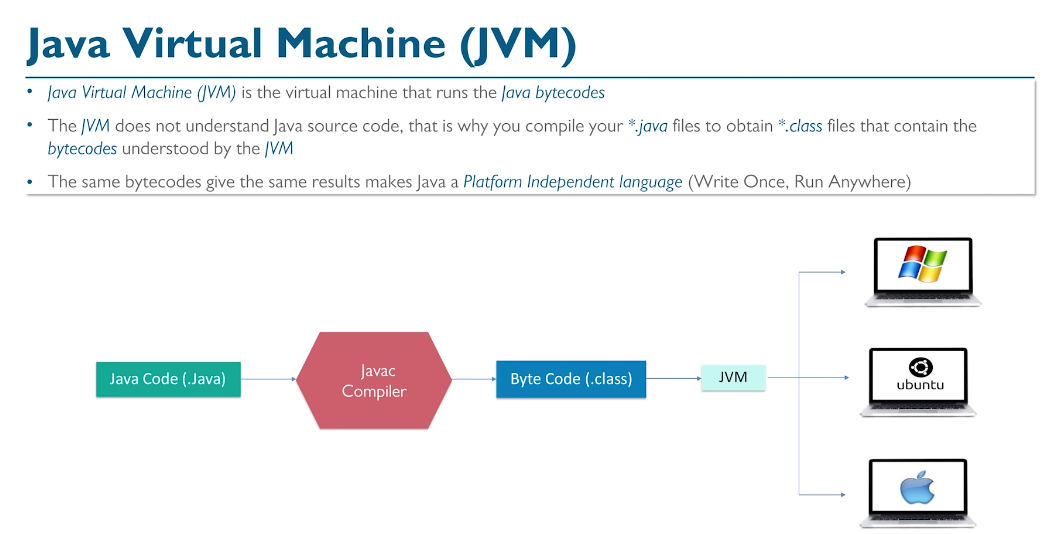 Java Virtual Machine (JVM)
• Java Virtual Machine (JVM) is the virtual machine that runs the Java bytecodes
• The JVM does not understand Java source code, that is why you compile your *.java files to obtain *.class files that contain the
bytecodes understood by the JVM
• The same bytecodes give the same results makes Java a Platform Independent language (Write Once, Run Anywhere)
Java Code (.Java)
Javac
Compiler
Byte Code (.class)
JVM
ubuntu